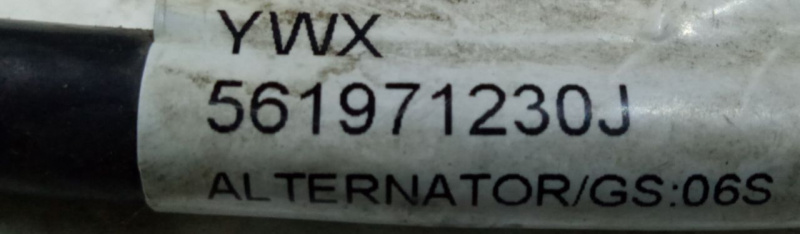 YWX
561971230J
ALTERNATOR/GS:06S